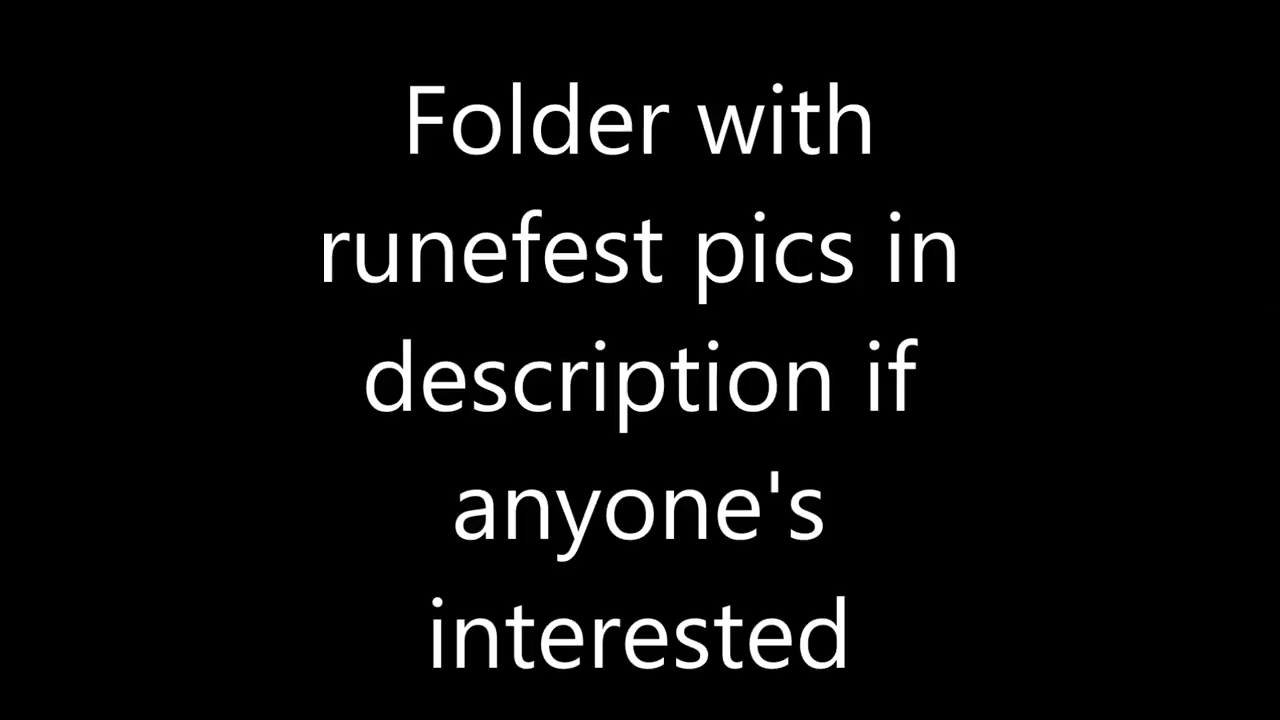 Folder with
runefest pics in
description if
anyone's
interested